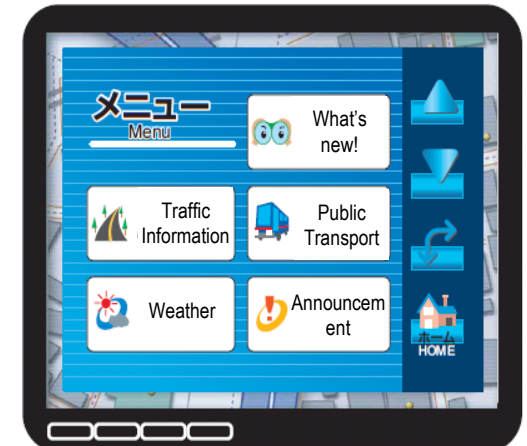 メニュー
Menu
What's
new!
Traffic
Information
Public
Transport
Weather
Announcem
ent
ホーム
HOME